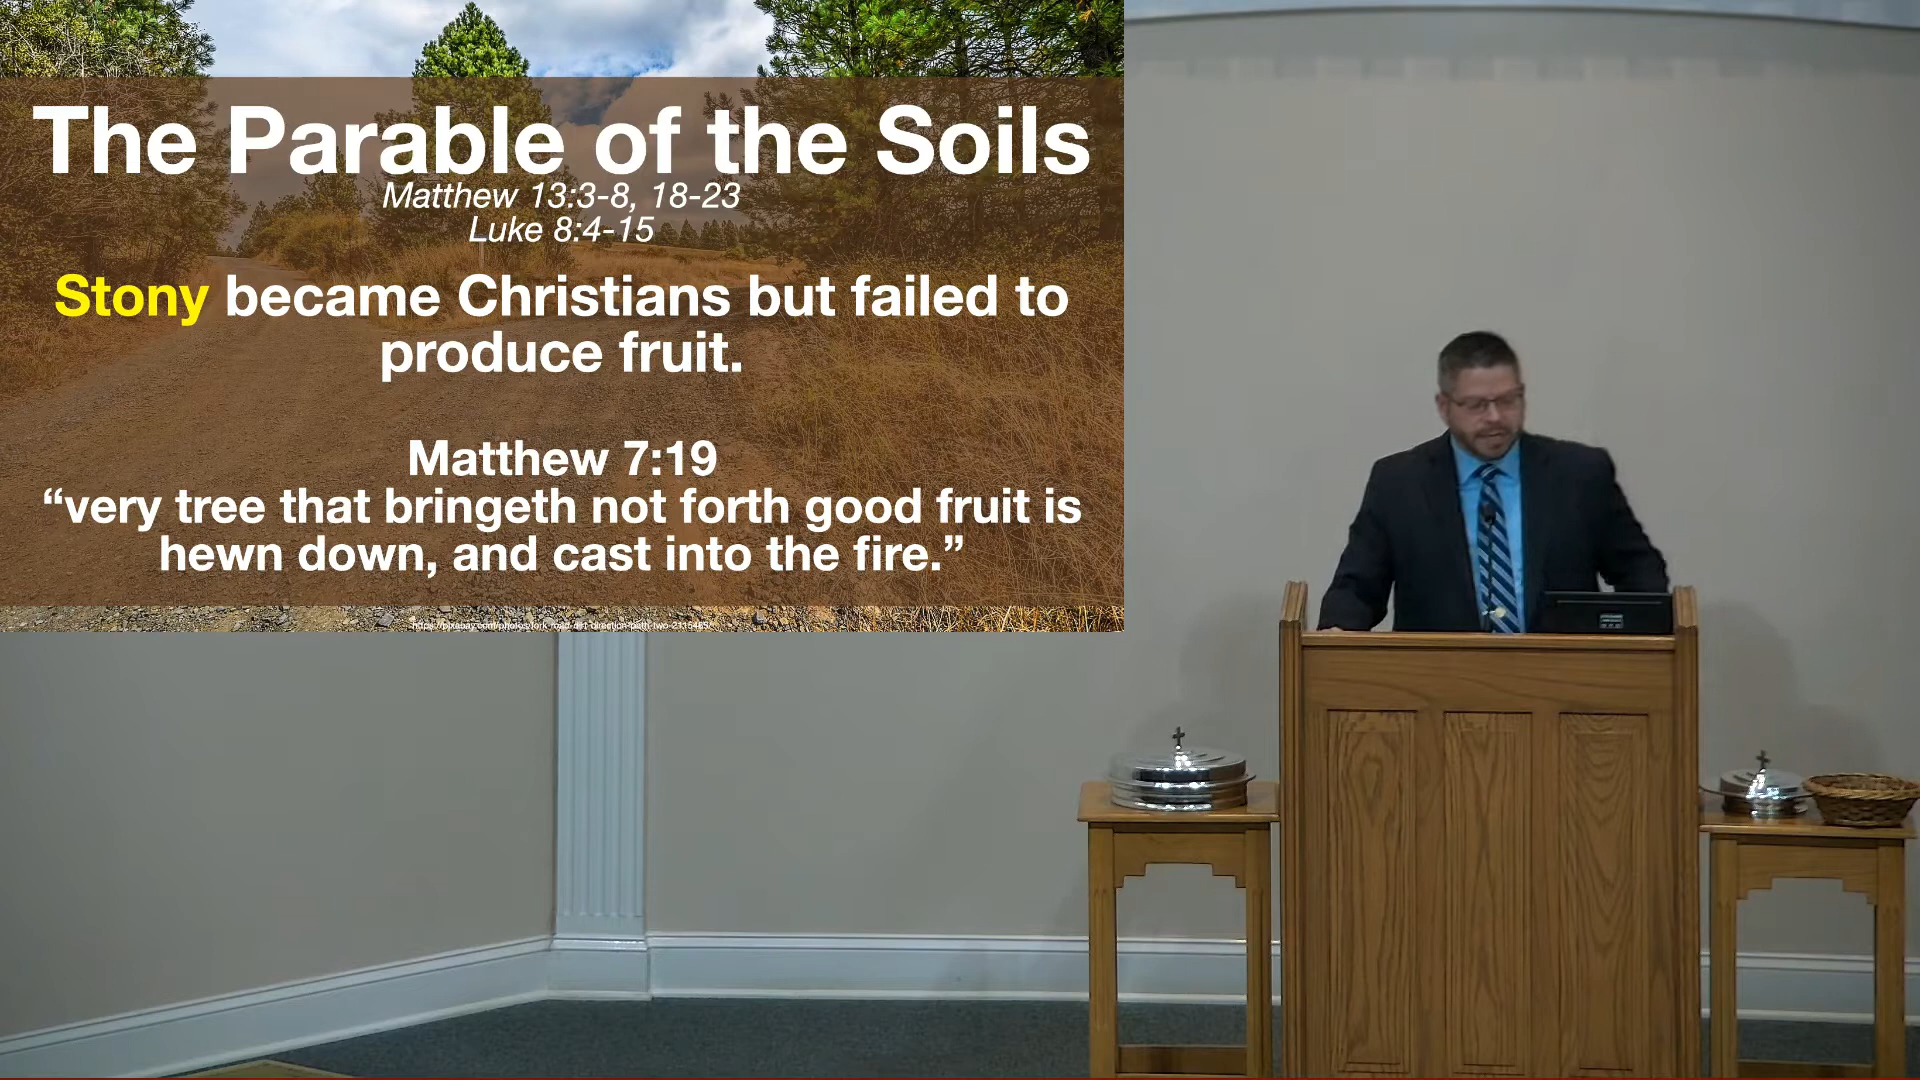 The Parable of the Soils
Matthew 13:3-8, 18-23
Luke 8:4-15
Stony became Christians but failed to
produce fruit.
Matthew 7:19
“very tree that bringeth not forth good fruit is
hewn down, and cast into the fire.”